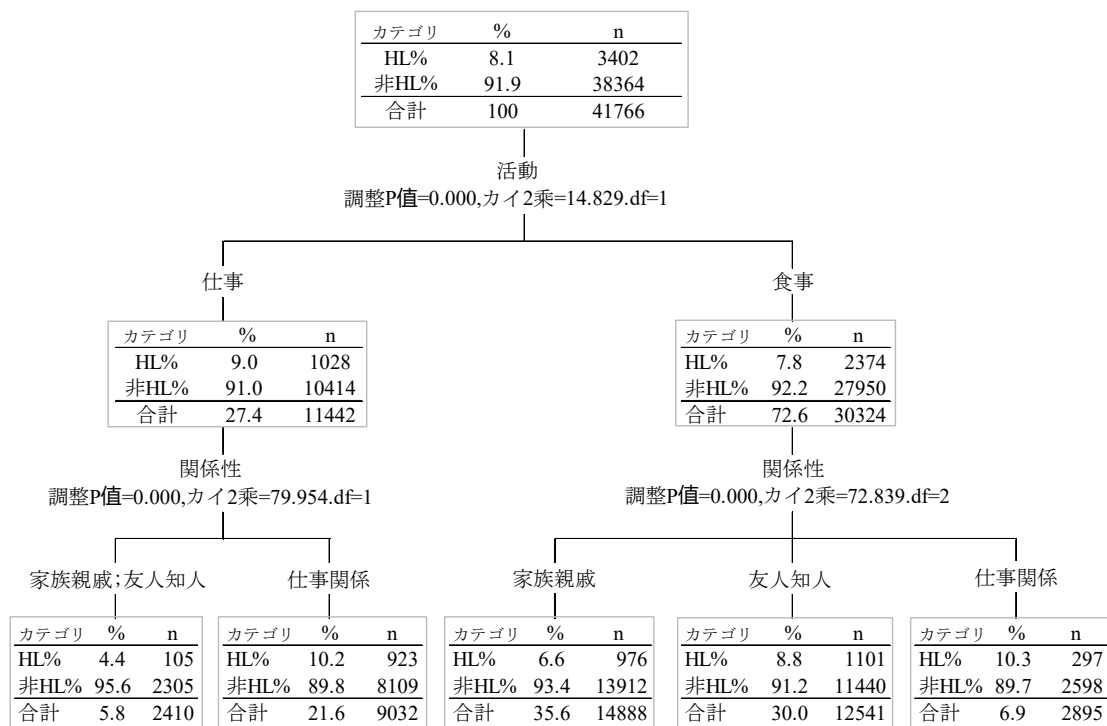 カテゴリ % n
HL% 8.1 3402
非HL% 91.9 38364
合計 100 41766
活動
調整P値=0.000,カイ2乗=14.829.df=1
仕事 食事
カテゴリ % n
HL% 9.0 1028
非HL% 91.0 10414
合計 27.4 11442
カテゴリ % n
HL% 7.8 2374
非HL% 92.2 27950
合計 72.6 30324
関係性
調整P値=0.000,カイ2乗=79.954.df=1
関係性
調整P値=0.000,カイ2乗=72.839.df=2
家族親戚;友人知人 仕事関係 家族親戚 友人知人 仕事関係
カテゴリ % n
HL% 4.4 105
非HL% 95.6 2305
合計 5.8 2410
カテゴリ % n
HL% 10.2 923
非HL% 89.8 8109
合計 21.6 9032
カテゴリ % n
HL% 6.6 976
非HL% 93.4 13912
合計 35.6 14888
カテゴリ % n
HL% 8.8 1101
非HL% 91.2 11440
合計 30.0 12541
カテゴリ % n
HL% 10.3 297
非HL% 89.7 2598
合計 6.9 2895